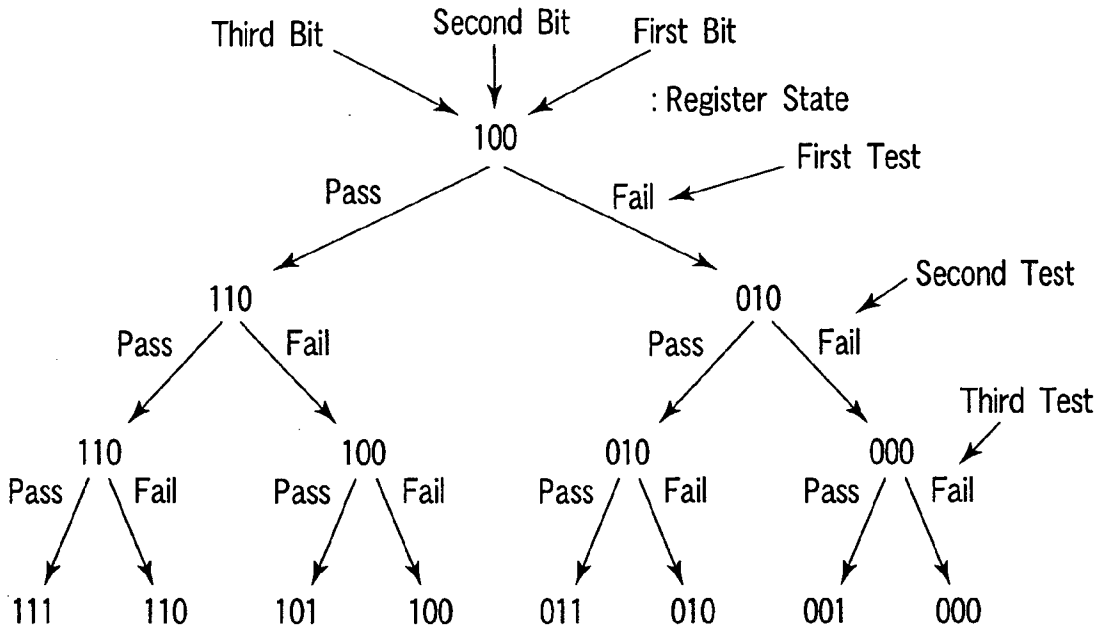 Third Bit Second Bit First Bit
: Register State
100
First Test
Pass Fail
110 010
Second Test
Pass Fail Pass Fail
Third Test
110 100 010 000
Pass Fail Pass Fail Pass Fail Pass Fail
111 110 101 100 011 010 001 000